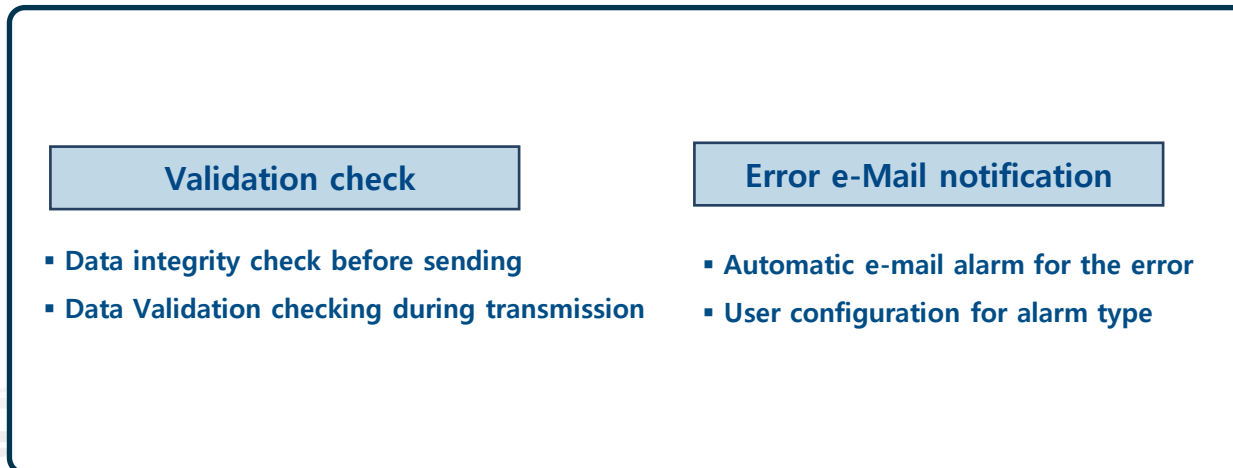 Validation check
▪ Data integrity check before sending
▪ Data Validation checking during transmission
Error e-Mail notification
▪ Automatic e-mail alarm for the error
▪ User configuration for alarm type